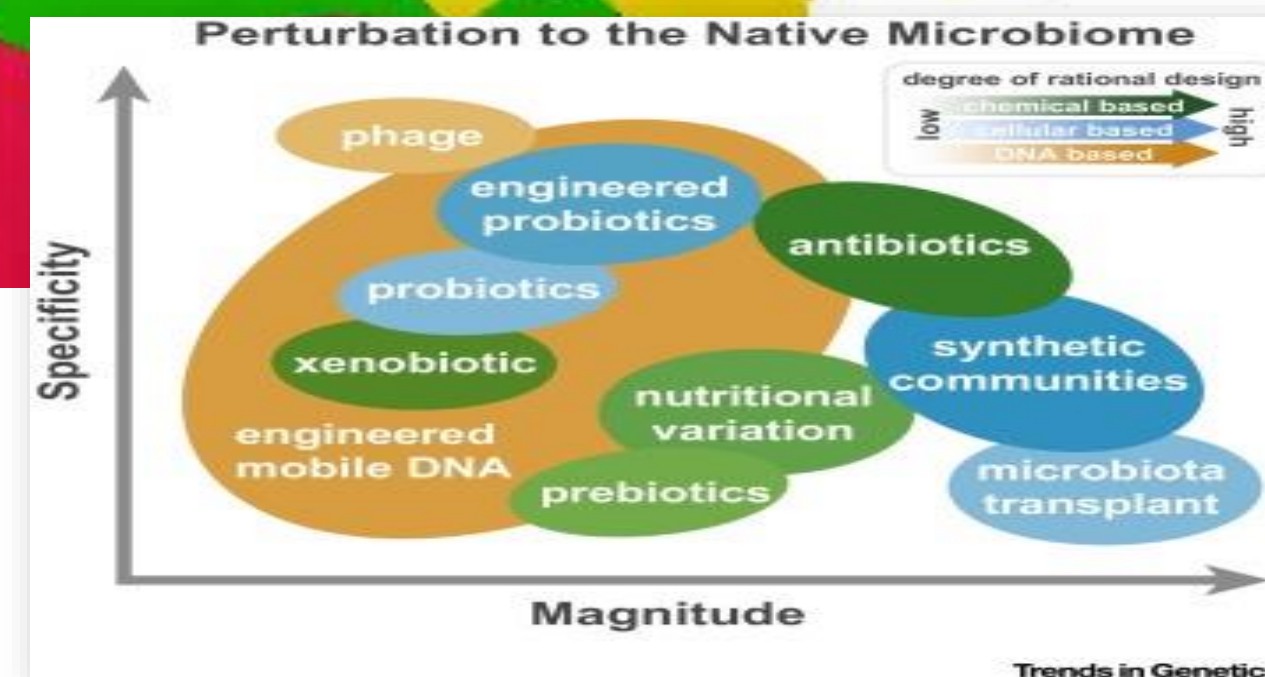 Perturbation to the Native Microbiome
degree of rational design
low
chemical based
cellular based
DNA based
high
phage
engineered
probiotics
antibiotics
probiotics
xenobiotic
synthetic
communities
nutritional
variation
engineered
mobile DNA
prebiotics
microbiota
transplant
Specificity
Magnitude
Trends in Genetic